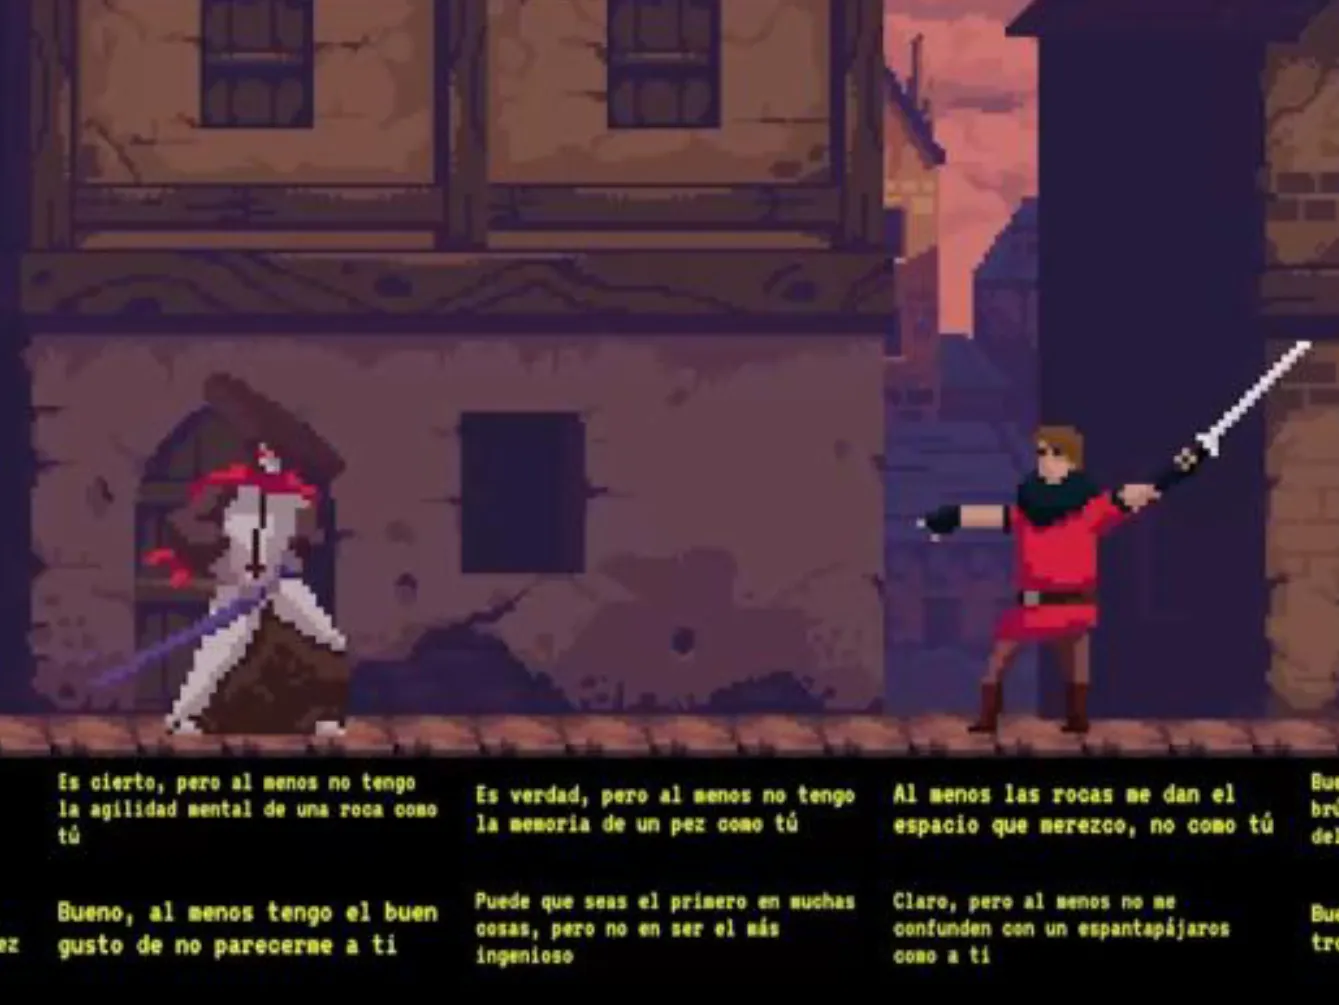 Es cierto, pero al menos no tengo
la agilidad mental de una roca como
tú
Es verdad, pero al menos no tengo
la memoria de un pez como tú
Al menos las rocas me dan el
espacio que merezco, no como tú
Bueno, al menos tengo el buen
gusto de no parecerme a ti
Puede que seas el primero en muchas
cosas, pero no en ser el más
ingenioso
Claro, pero al menos no me
confunden con un espantapájaros
como a ti